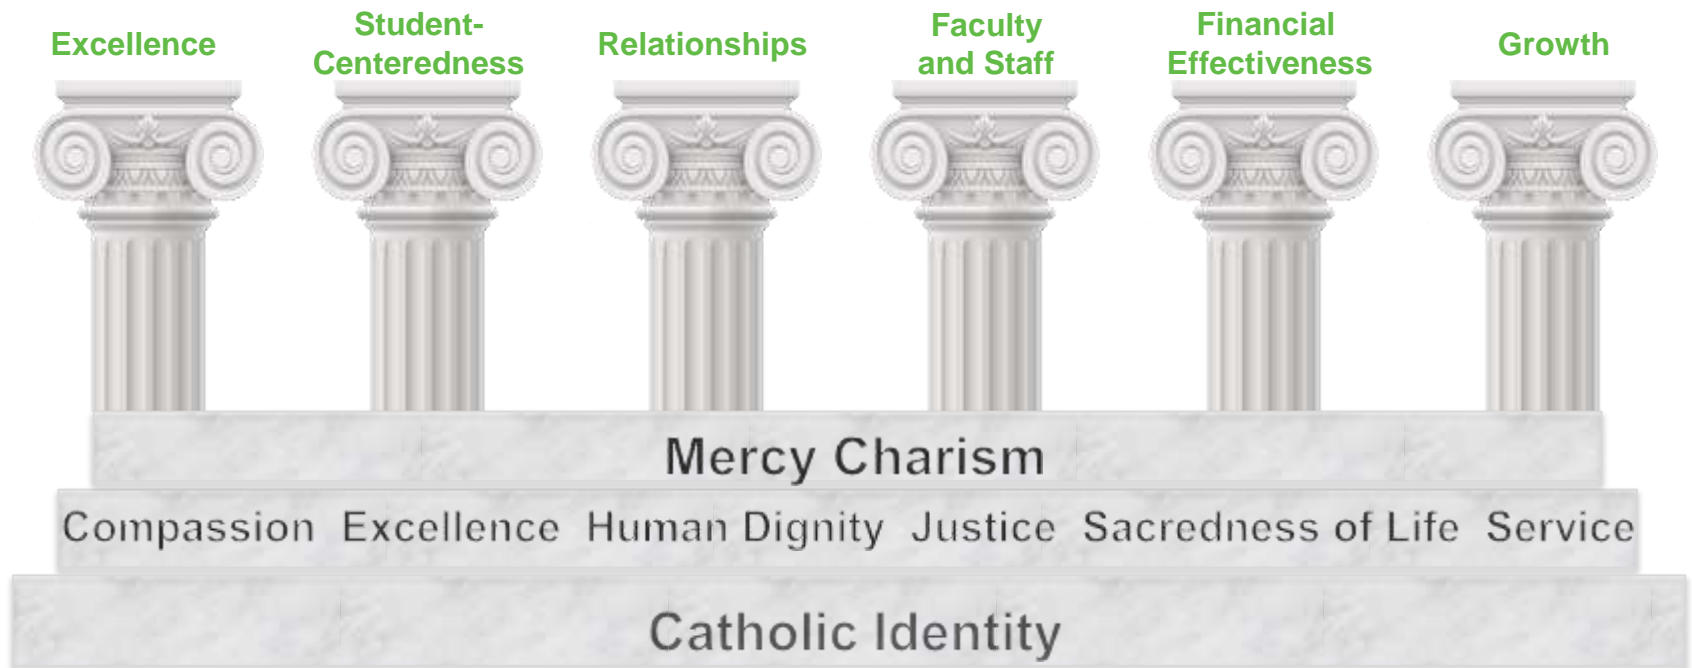 Excellence
Student-
Centeredness
Relationships
Faculty
and Staff
Financial
Effectiveness
Growth
Mercy Charism
Compassion Excellence Human Dignity Justice Sacredness of Life Service
Catholic Identity